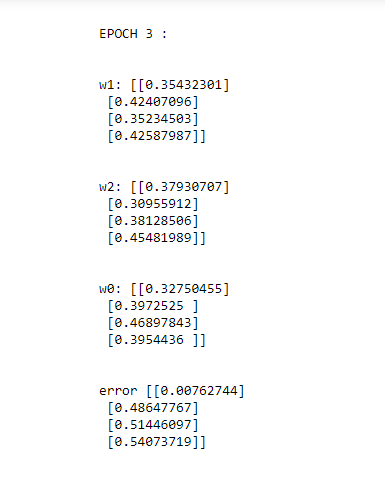 EPOCH 3 :
w1: [[0.35432301]
[0.42407096]
[0.35234503]
[0.42587987]]
w2: [[0.37930707]
[0.30955912]
[0.38128506]
[0.45481989]]
w0: [[0.32750455]
[0.3972525 ]
[0.46897843]
[0.3954436 ]]
error [[0.00762744]
[0.48647767]
[0.51446097]
[0.54073719]]